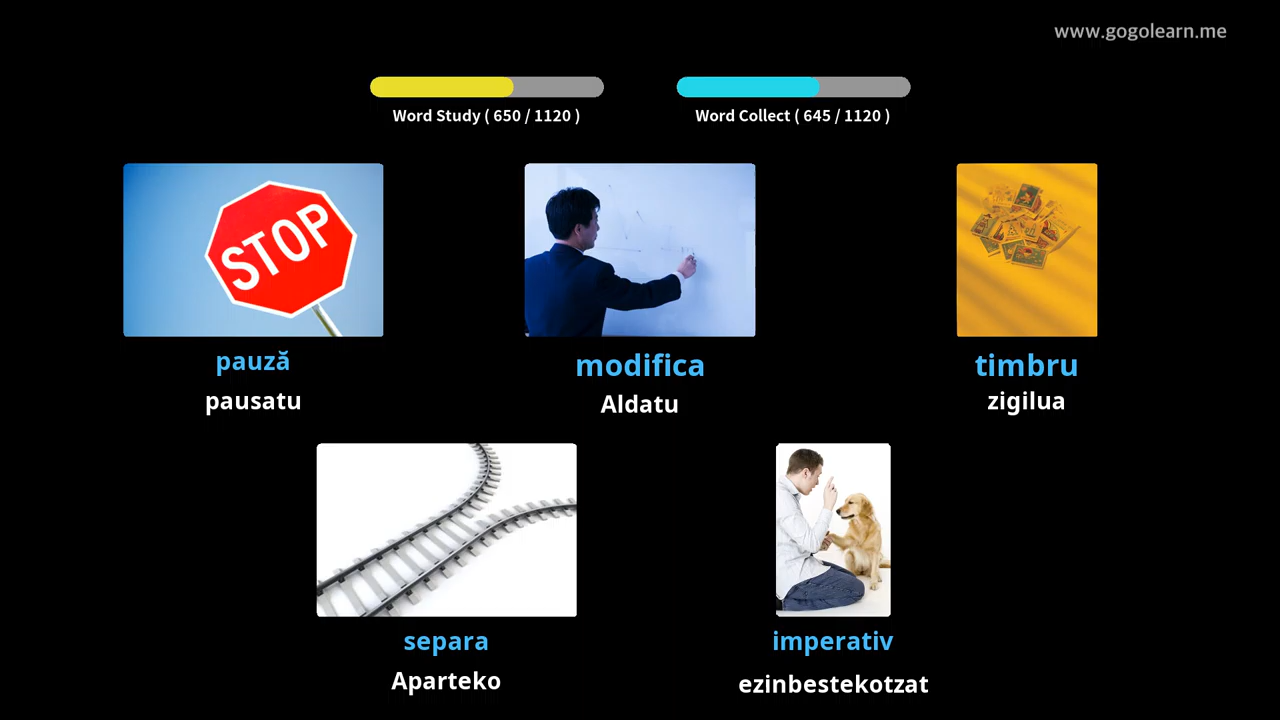 www.gogolearn.me
Word Study ( 650 / 1120 )
Word Collect ( 645 / 1120 )
STOP
pauză
pausatu
modifica
Aldatu
timbru
zigilua
separa
Aparteko
imperativ
ezinbestekotzat